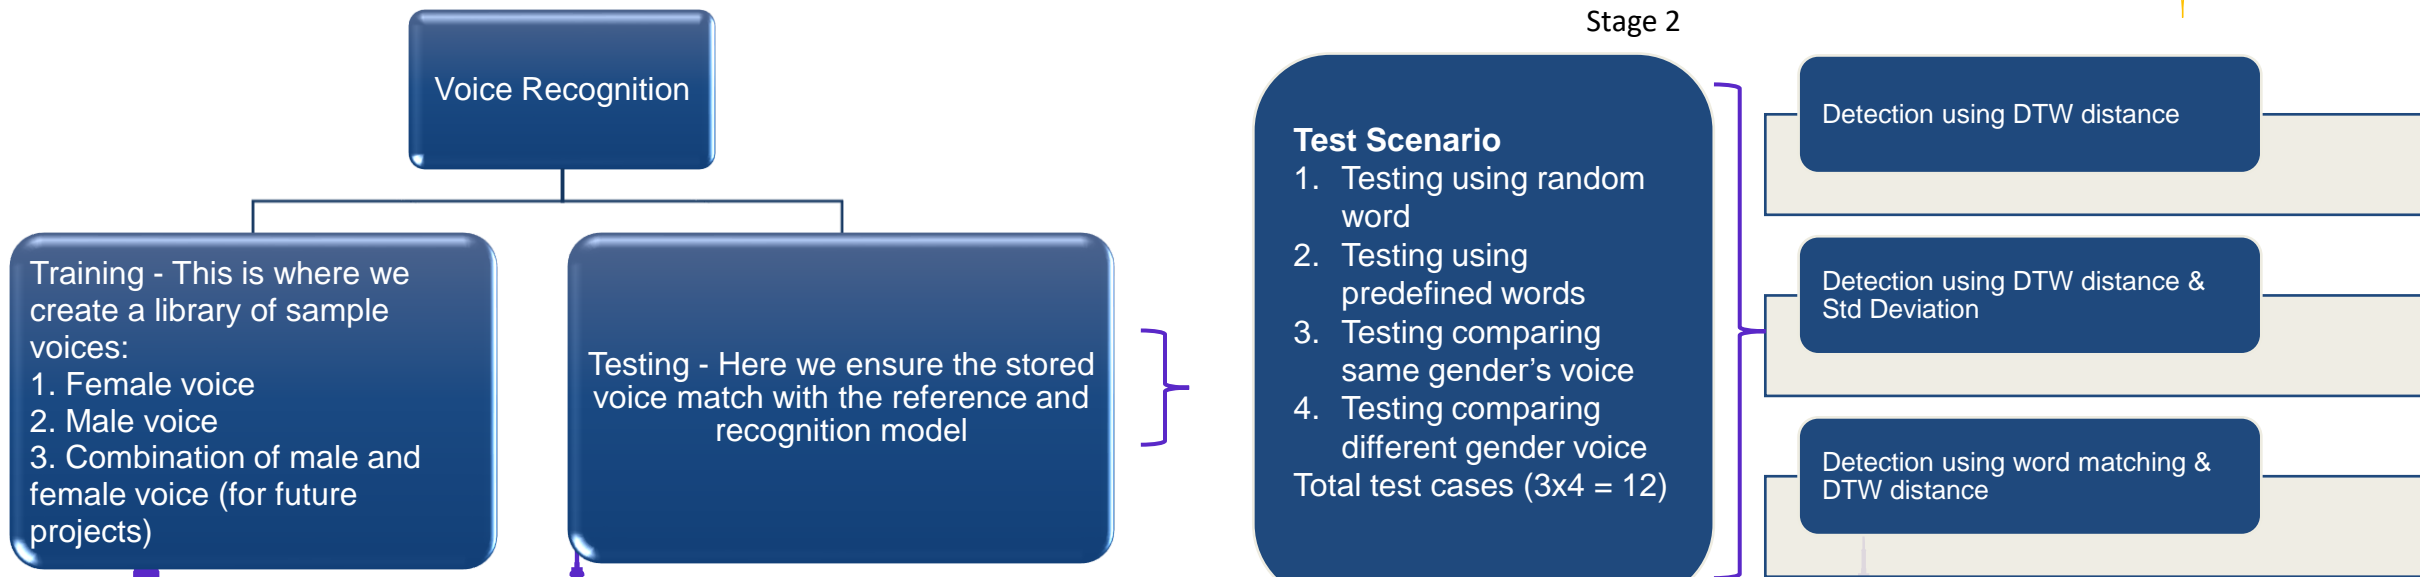 Voice Recognition
Training - This is where we
create a library of sample
voices:
1. Female voice
2. Male voice
3. Combination of male and
female voice (for future
projects)
Testing - Here we ensure the stored
voice match with the reference and
recognition model
Stage 2
Test Scenario
1. Testing using random
word
2. Testing using
predefined words
3. Testing comparing
same gender’s voice
4. Testing comparing
different gender voice
Total test cases (3x4 = 12)
Detection using DTW distance
Detection using DTW distance &
Std Deviation
Detection using word matching &
DTW distance